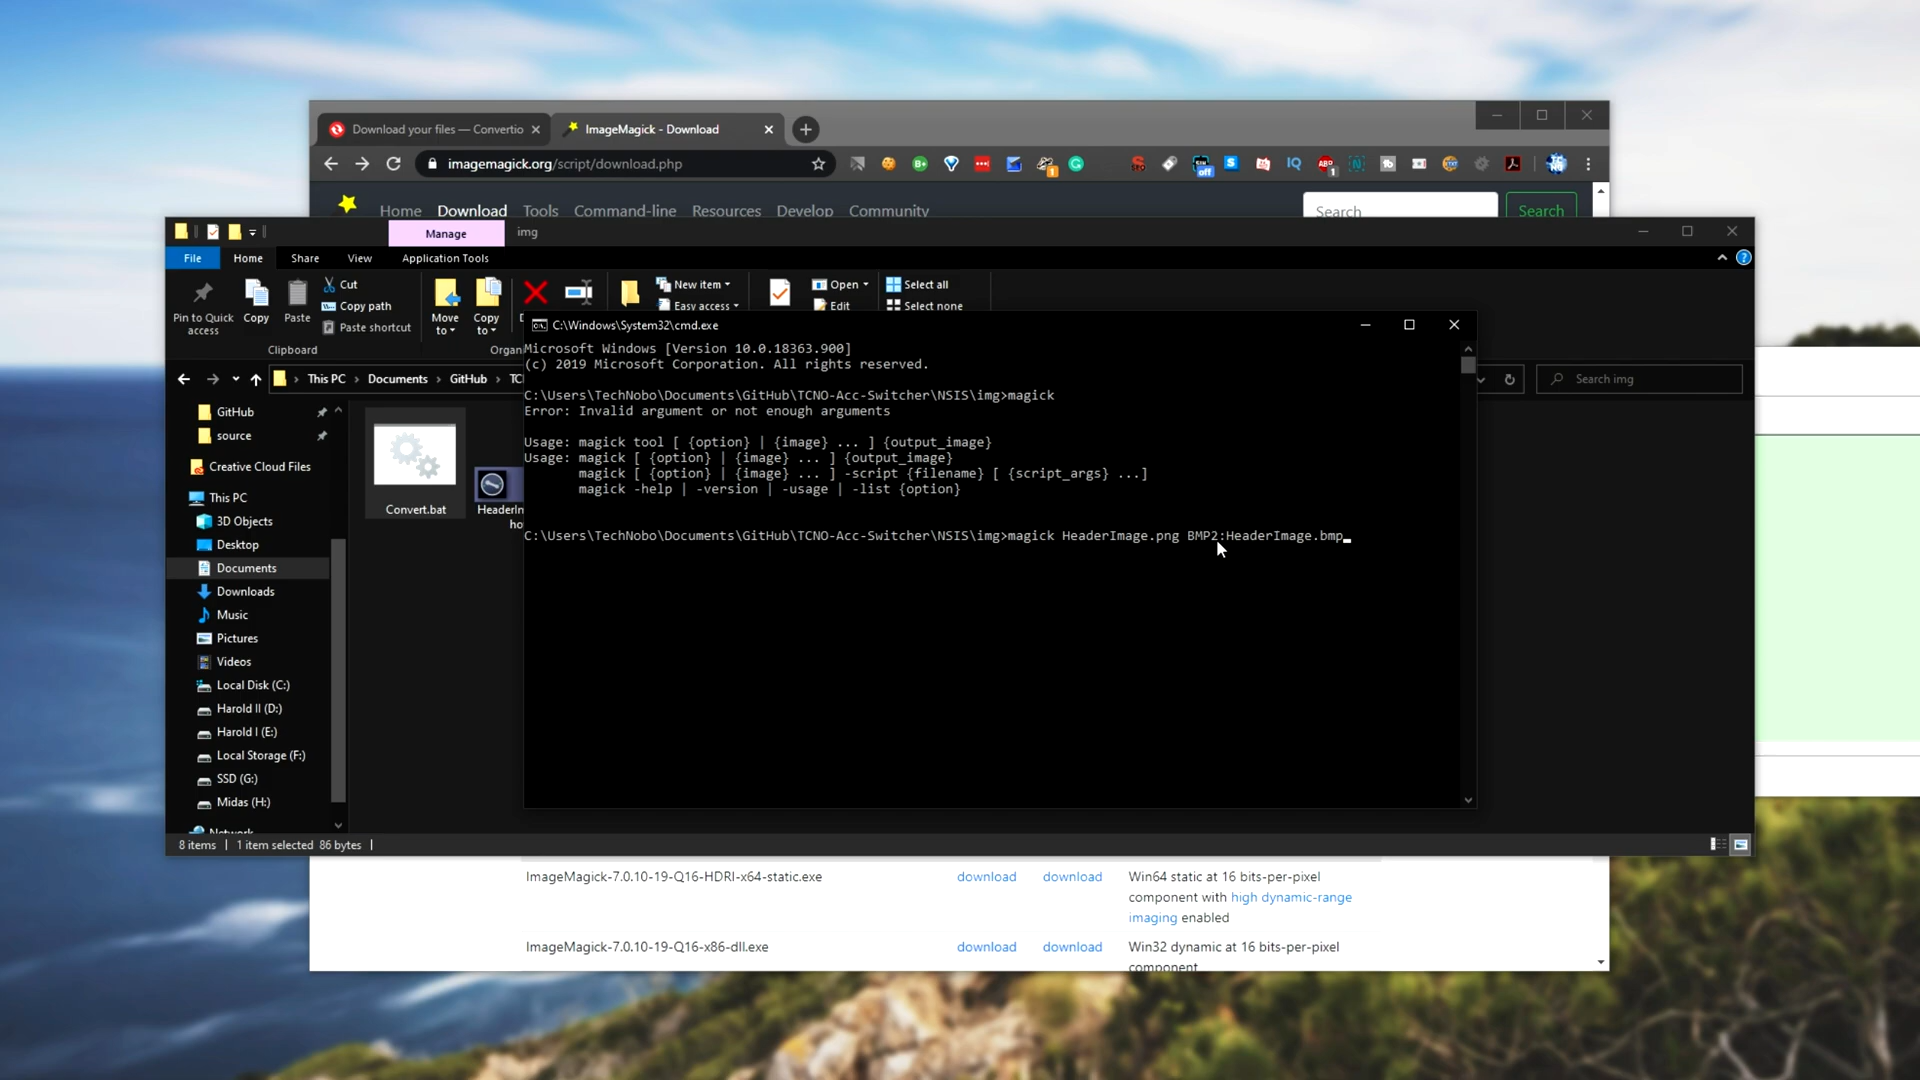 Download your files — Convertio
ImageMagick - Download
imagemagick.org/script/download.php
Home Download Tools Command-line Resources Develop Community
Search
Search
Manage
img
File Home Share View Application Tools
Pin to Quick access
Copy
Paste
Cut
Copy path
Paste shortcut
Clipboard
Move to
Copy to
New item
Easy access
Open
Edit
Select all
Select none
C:\Windows\System32\cmd.exe
Microsoft Windows [Version 10.0.18363.900]
(c) 2019 Microsoft Corporation. All rights reserved.
C:\Users\TechNobo\Documents\GitHub\TCNO-Acc-Switcher\NSIS\img>magick
Error: Invalid argument or not enough arguments
Usage: magick tool [ {option} | {image} ... ] {output_image}
Usage: magick [ {option} | {image} ... ] {output_image}
magick [ {option} | {image} ... ] -script {filename} [ {script_args} ...]
magick -help | -version | -usage | -list {option}
C:\Users\TechNobo\Documents\GitHub\TCNO-Acc-Switcher\NSIS\img>magick HeaderImage.png BMP2:HeaderImage.bmp
This PC › Documents › GitHub ›
Search img
GitHub
source
Creative Cloud Files
This PC
3D Objects
Desktop
Documents
Downloads
Music
Pictures
Videos
Local Disk (C:)
Harold II (D:)
Harold I (E:)
Local Storage (F:)
SSD (G:)
Midas (H:)
Convert.bat
8 items | 1 item selected 86 bytes
ImageMagick-7.0.10-19-Q16-HDRI-x64-static.exe download download Win64 static at 16 bits-per-pixel
component with high dynamic-range
imaging enabled
ImageMagick-7.0.10-19-Q16-x86-dll.exe download download Win32 dynamic at 16 bits-per-pixel
component